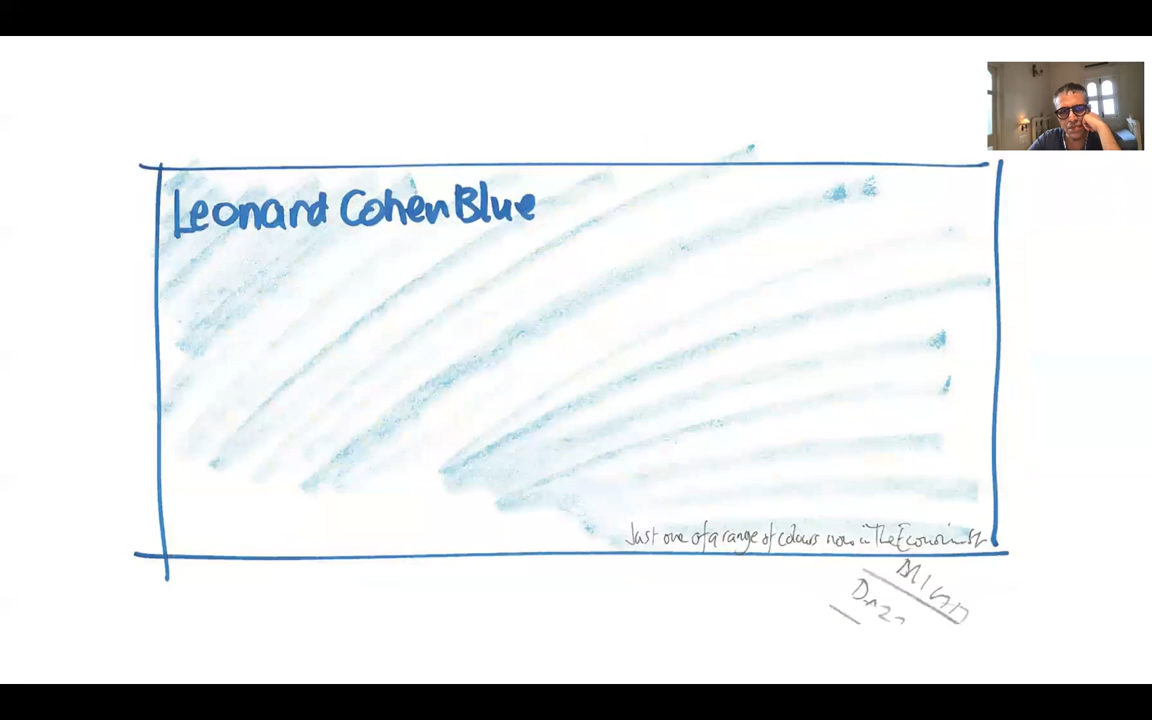 Leonard Cohen Blue
Just one of a range of colours now in The Economist